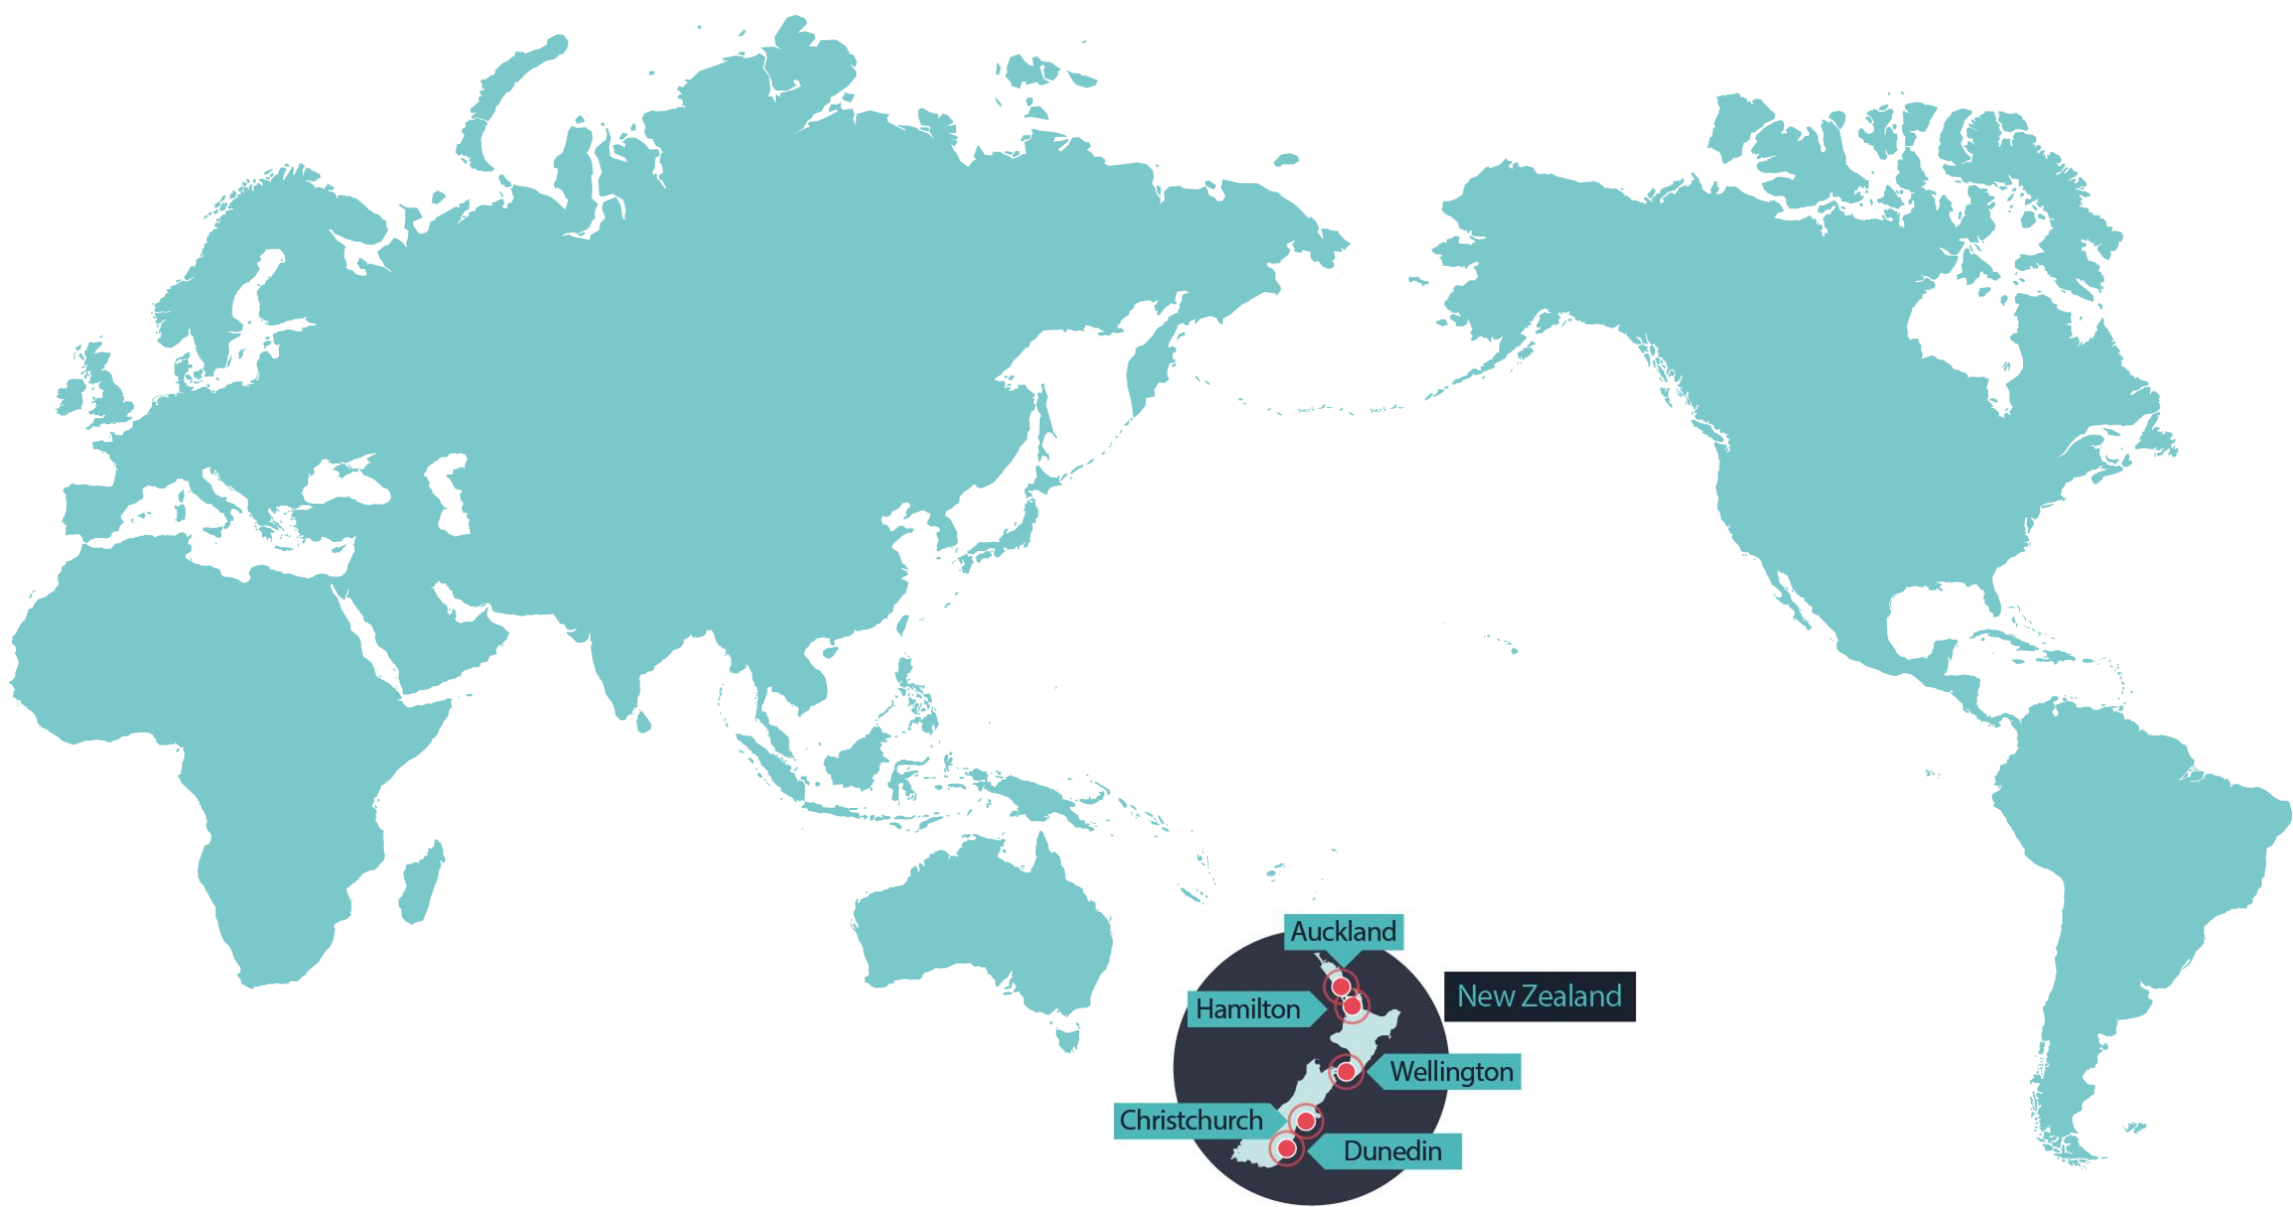 Auckland
New Zealand
Hamilton
Wellington
Christchurch
Dunedin